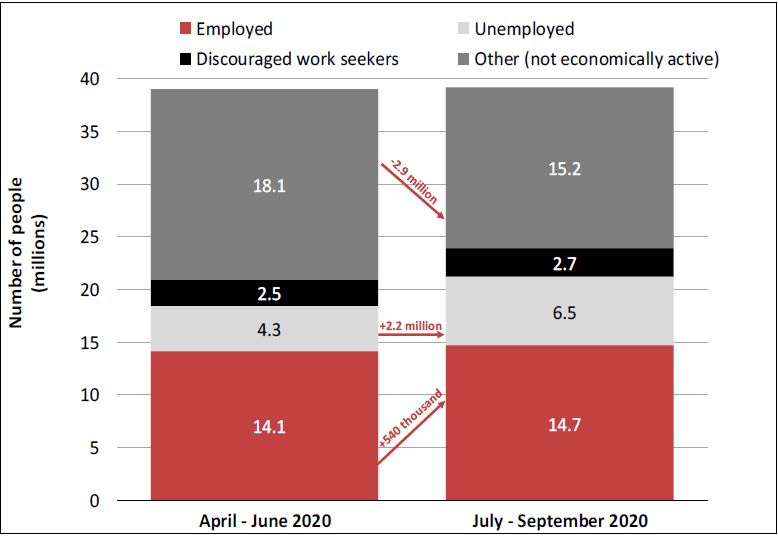 Employed
Unemployed
Discouraged work seekers
Other (not economically active)
Number of people
(millions)
40
35
30
25
20
15
10
5
0
18.1
2.5
4.3
14.1
-2.9 million
+2.2 million
+540 thousand
15.2
2.7
6.5
14.7
April - June 2020
July - September 2020